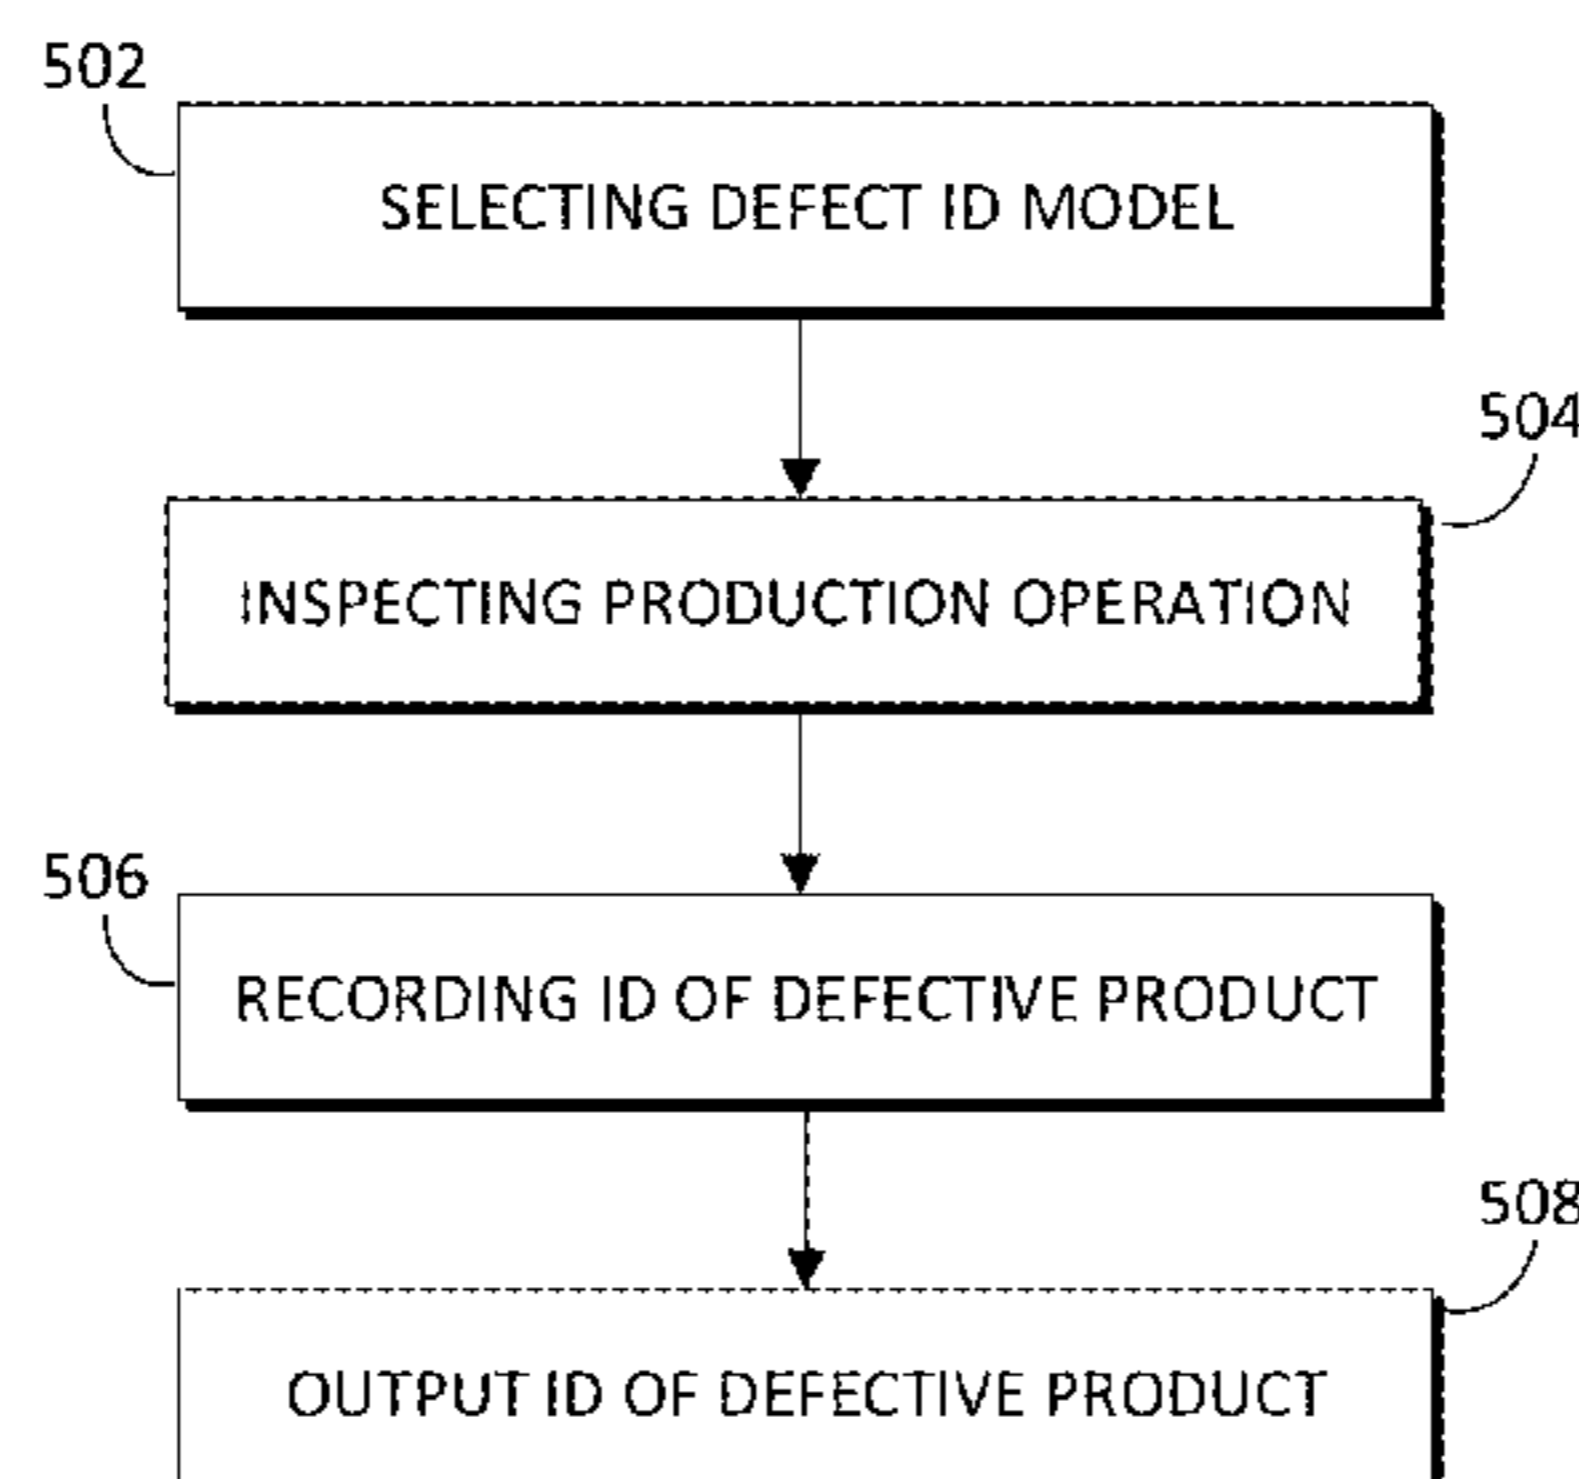 502
SELECTING DEFECT ID MODEL
504
INSPECTING PRODUCTION OPERATION
506
RECORDING ID OF DEFECTIVE PRODUCT
508
OUTPUT ID OF DEFECTIVE PRODUCT